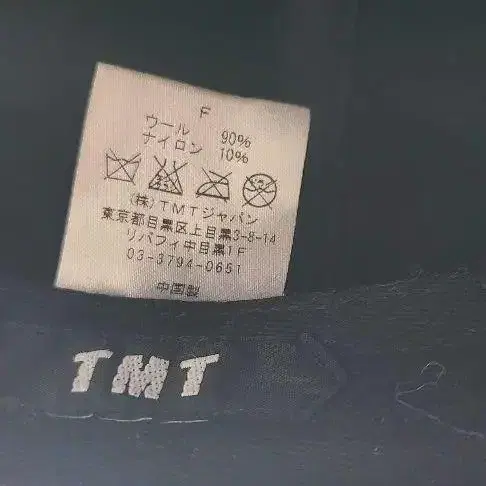 F
ウール 90%
ナイロン 10%
(株)TMTジャパン
東京都目黒区上目黒3-8-14
リバフィ中目黒1F
03-3794-0651
中国製
TMT